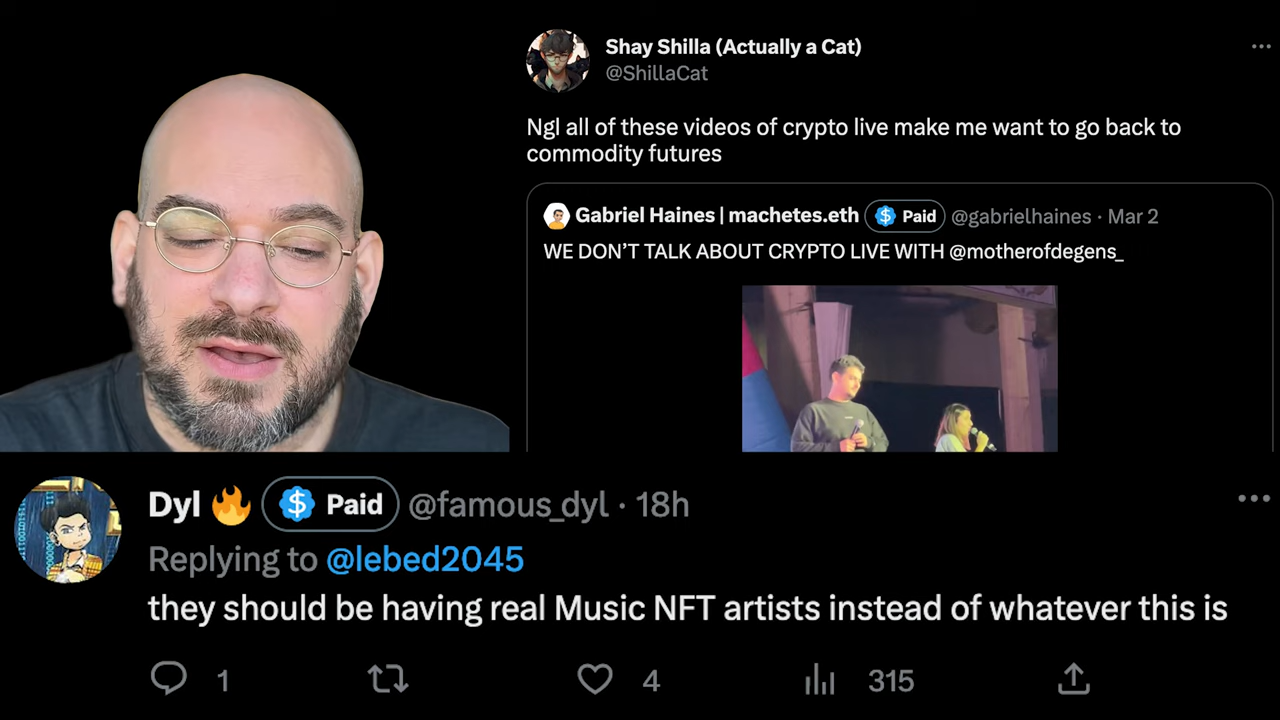 Shay Shilla (Actually a Cat)
@ShillaCat
Ngl all of these videos of crypto live make me want to go back to
commodity futures
Gabriel Haines | machetes.eth Paid @gabrielhaines · Mar 2
WE DON’T TALK ABOUT CRYPTO LIVE WITH @motherofdegens_
Dyl 🔥 Paid @famous_dyl · 18h
Replying to @lebed2045
they should be having real Music NFT artists instead of whatever this is
1 4 315